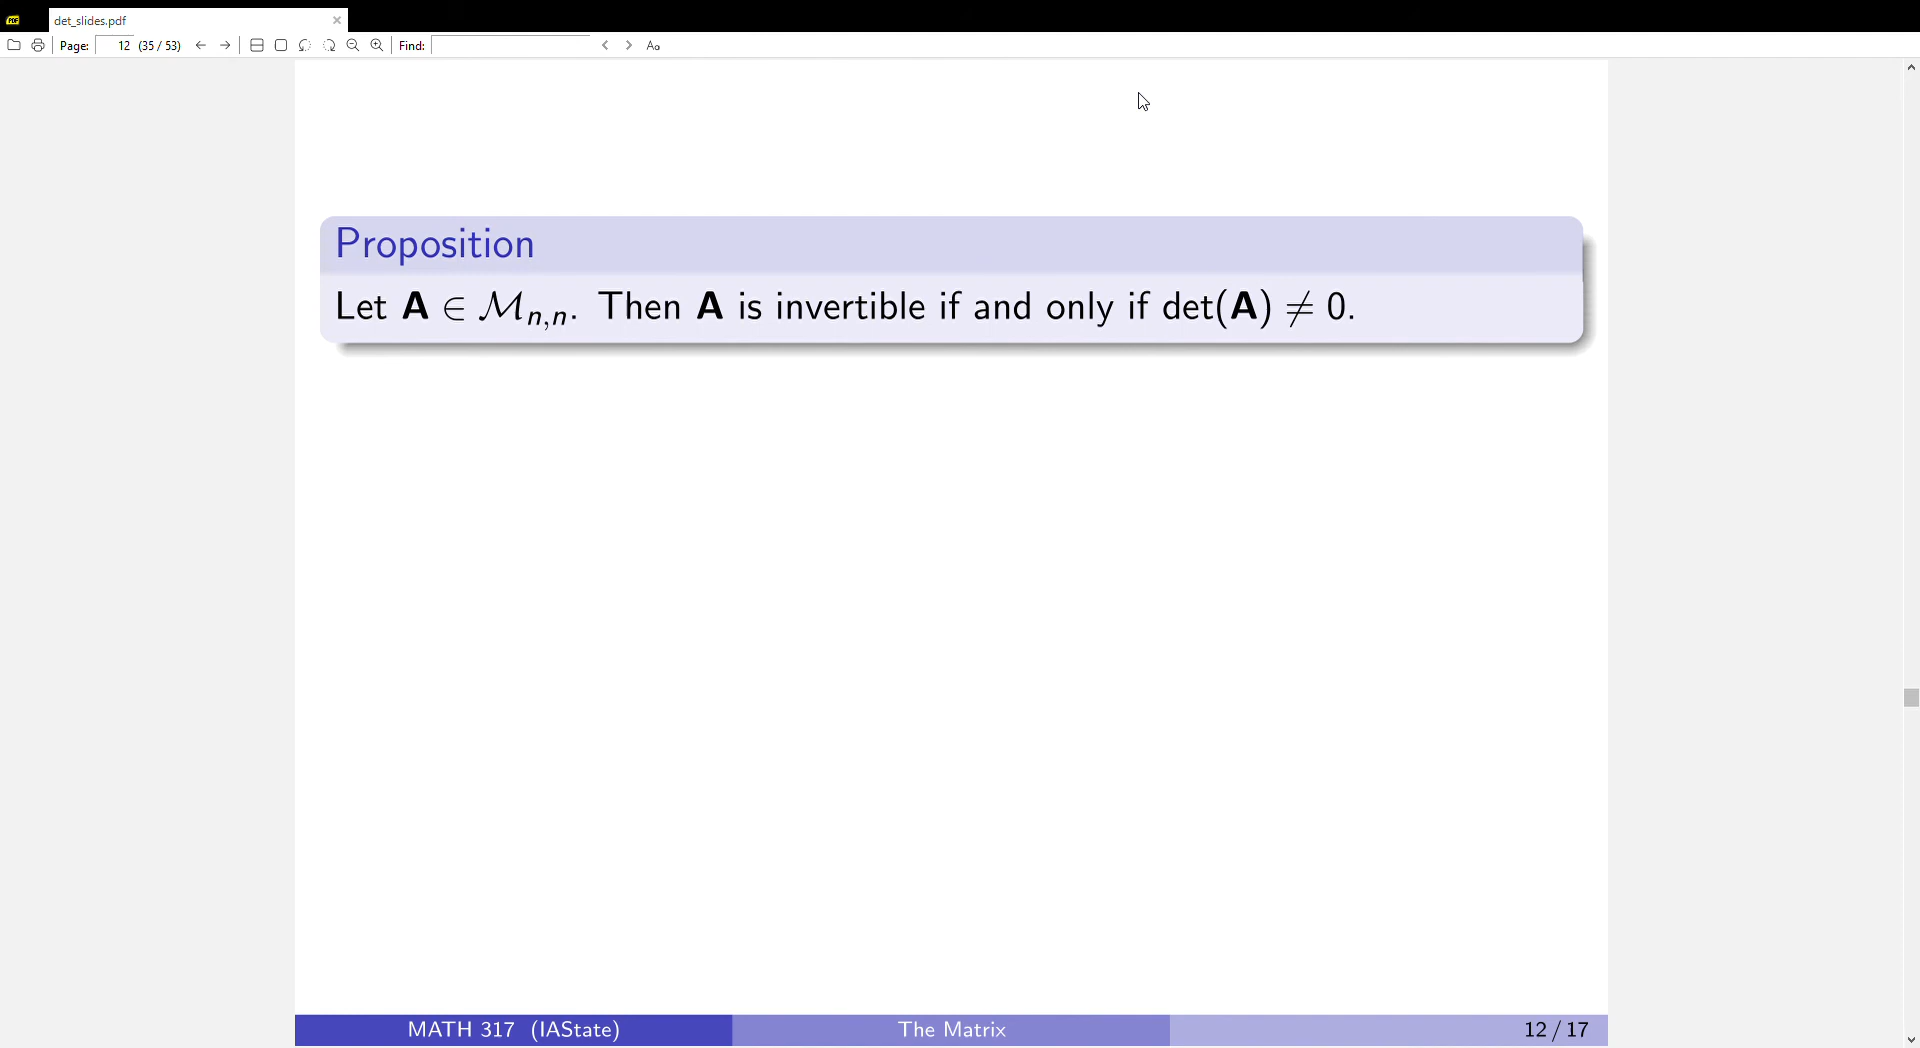 det_slides.pdf
Page: 12 (35 / 53) Find: Aa
Proposition
Let A ∈ ℳn,n. Then A is invertible if and only if det(A) ≠ 0.
MATH 317 (IAState) The Matrix 12 / 17